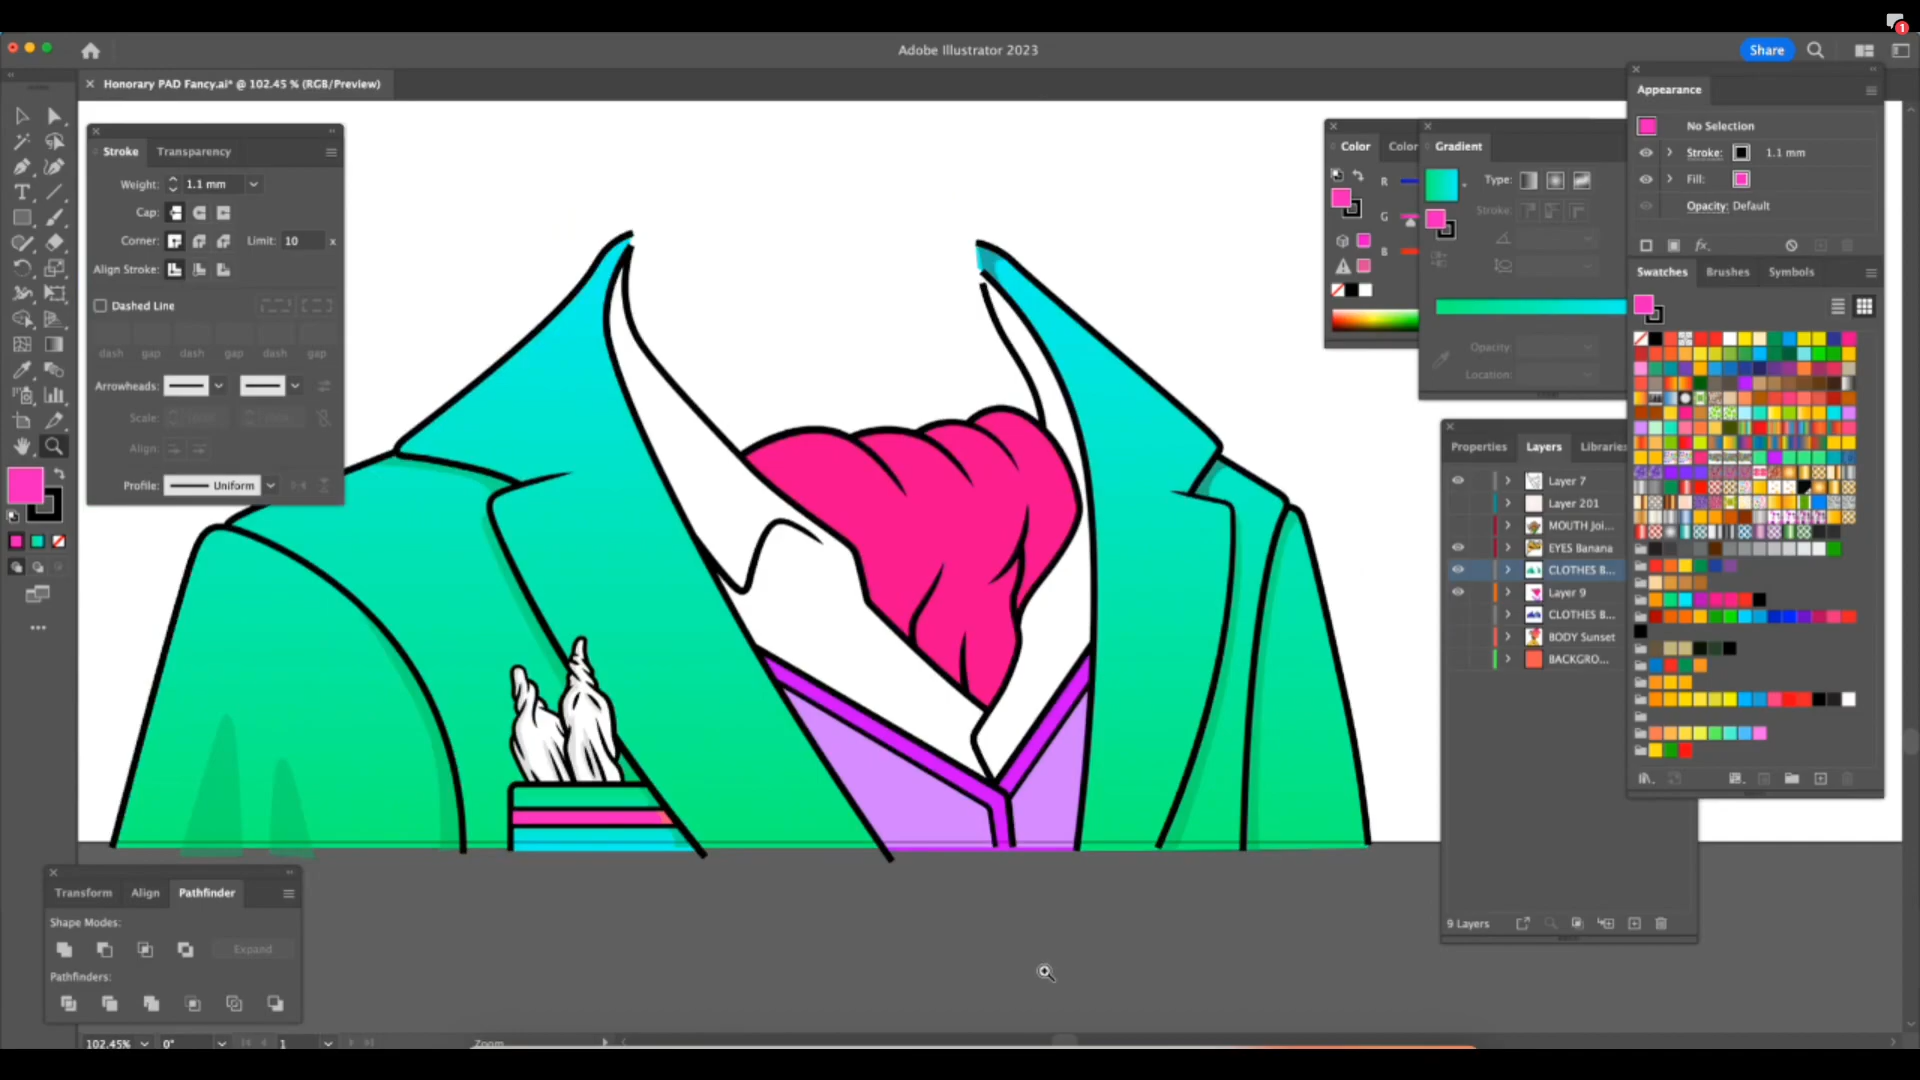 1
Adobe Illustrator 2023
Share
Honorary PAD Fancy.ai* @ 102.45 % (RGB/Preview)
Stroke
Transparency
Weight:
1.1 mm
Cap:
Corner:
Limit:
10
x
Align Stroke:
Dashed Line
dash
gap
dash
gap
dash
gap
Arrowheads:
Scale:
Align:
Profile:
Uniform
Color
Color
R
G
B
Gradient
Type:
Stroke:
Opacity:
Location:
Appearance
No Selection
Stroke:
1.1 mm
Fill:
Opacity: Default
fx.
Swatches
Brushes
Symbols
Properties
Layers
Libraries
Layer 7
Layer 201
MOUTH Joi...
EYES Banana
CLOTHES B...
Layer 9
CLOTHES B...
BODY Sunset
BACKGRO...
9 Layers
Transform
Align
Pathfinder
Shape Modes:
Expand
Pathfinders:
102.45%
0°
1
Zoom